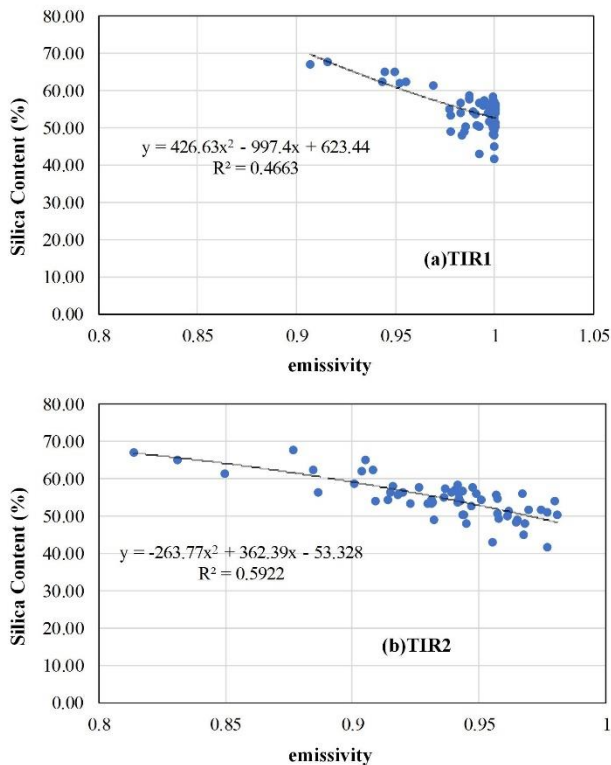 80.00
70.00
60.00
50.00
40.00
30.00
20.00
10.00
0.00
Silica Content (%)
y = 426.63x² - 997.4x + 623.44
R² = 0.4663
(a)TIR1
0.8 0.85 0.9 0.95 1 1.05
emissivity
80.00
70.00
60.00
50.00
40.00
30.00
20.00
10.00
0.00
Silica Content (%)
y = -263.77x² + 362.39x - 53.328
R² = 0.5922
(b)TIR2
0.8 0.85 0.9 0.95 1
emissivity